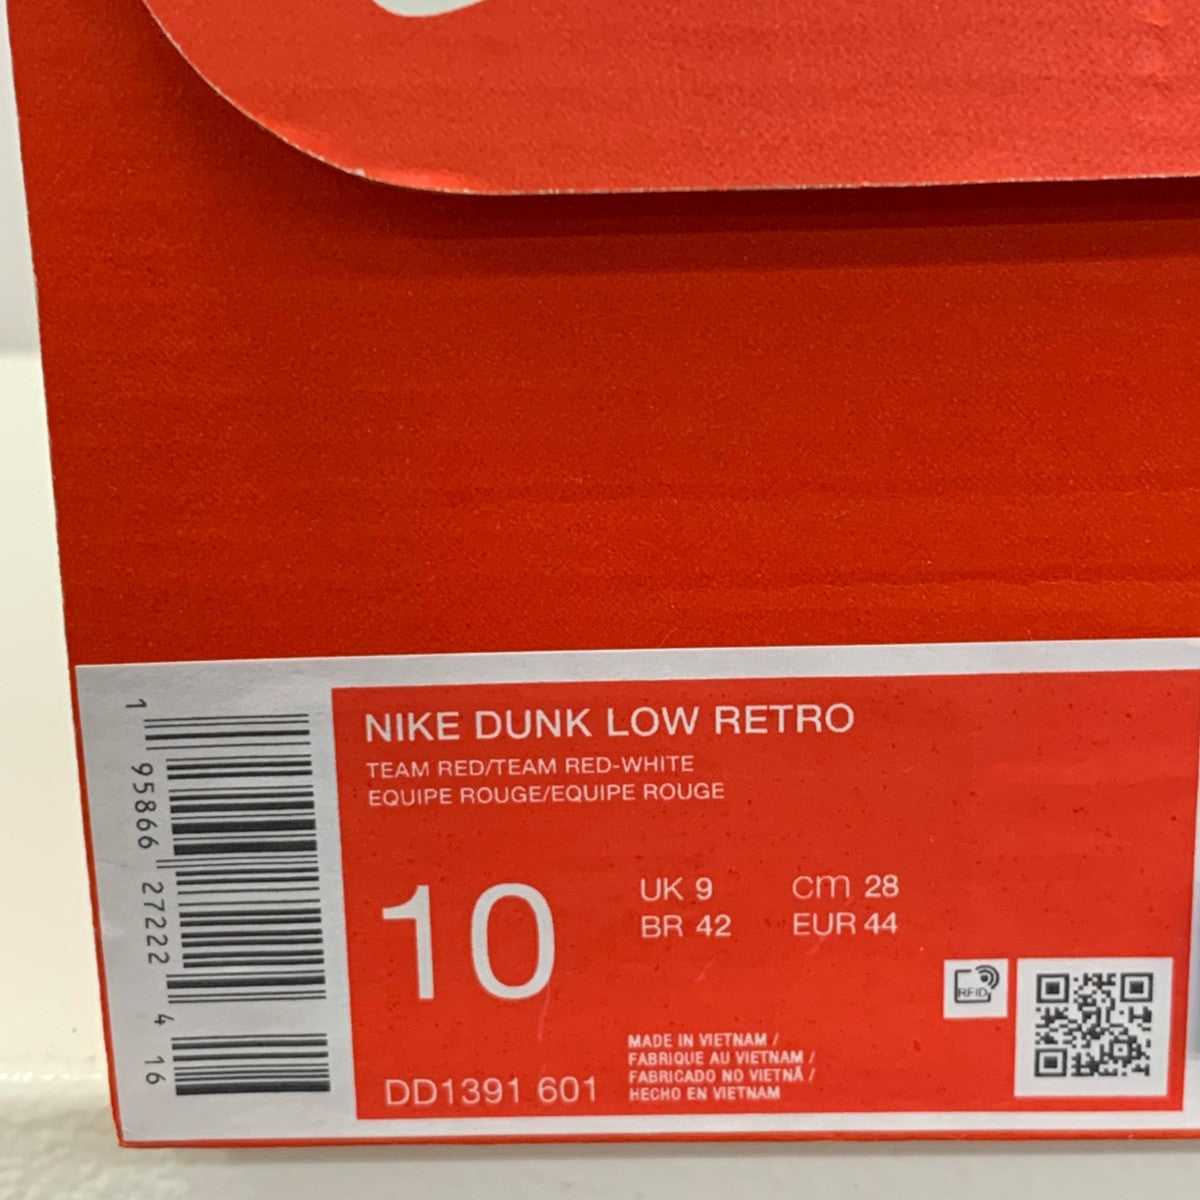 NIKE DUNK LOW RETRO
TEAM RED/TEAM RED-WHITE
EQUIPE ROUGE/EQUIPE ROUGE
10
UK 9 cm 28
BR 42 EUR 44
RFID
DD1391 601
MADE IN VIETNAM /
FABRIQUE AU VIETNAM /
FABRICADO NO VIETNÃ /
HECHO EN VIETNAM
1 95866 27222 4 16